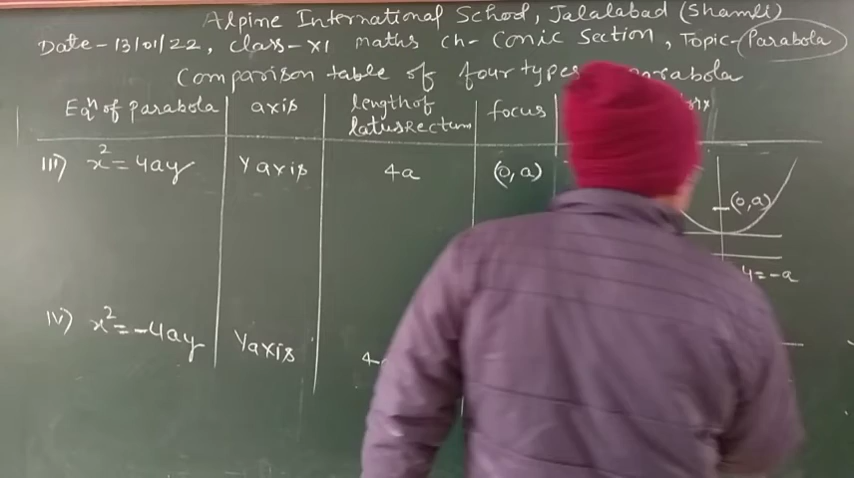 Alpine International School, Jalalabad (Shamli)
Date - 13/01/22, class - XI maths ch- Conic Section, Topic- Parabola
Comparison table of four types parabola
Eqⁿ of parabola axis length of latus Rectum focus
III) x² = 4ay Y axis 4a (0, a) (0, a)
y = -a
IV) x² = -4ay Y axis